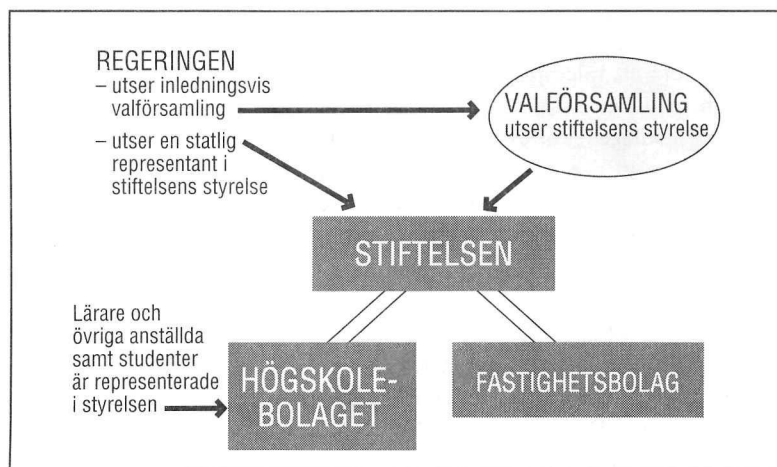 REGERINGEN
– utser inledningsvis
valförsamling
– utser en statlig
representant i
stiftelsens styrelse
VALFÖRSAMLING
utser stiftelsens styrelse
STIFTELSEN
Lärare och
övriga anställda
samt studenter
är representerade
i styrelsen
HÖGSKOLE-
BOLAGET
FASTIGHETSBOLAG